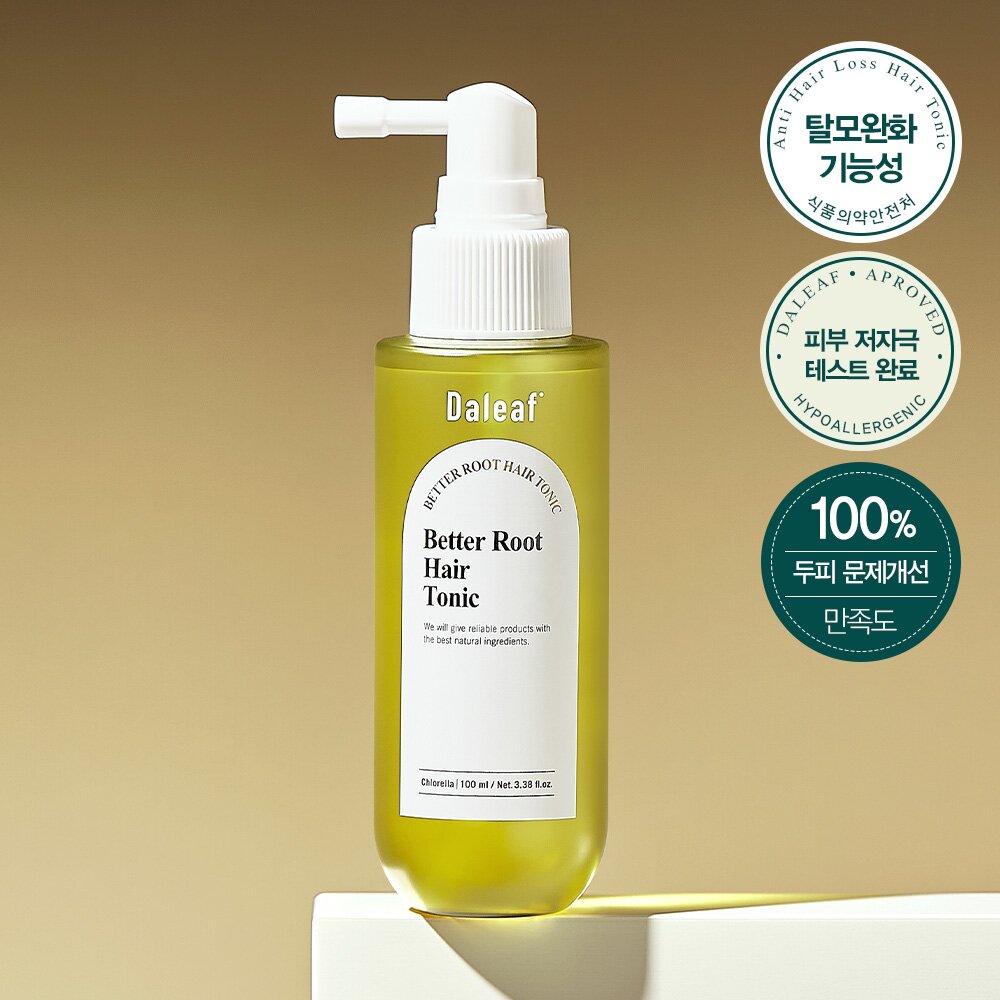 Anti Hair Loss Hair Tonic
탈모완화
기능성
식품의약안전처
DALEAF • APROVED
피부 저자극
테스트 완료
HYPOALLERGENIC
100%
두피 문제개선
만족도
Daleaf
BETTER ROOT HAIR TONIC
Better Root
Hair
Tonic
We will give reliable products with
the best natural ingredients.
Chlorella | 100 ml / Net. 3.38 fl.oz.